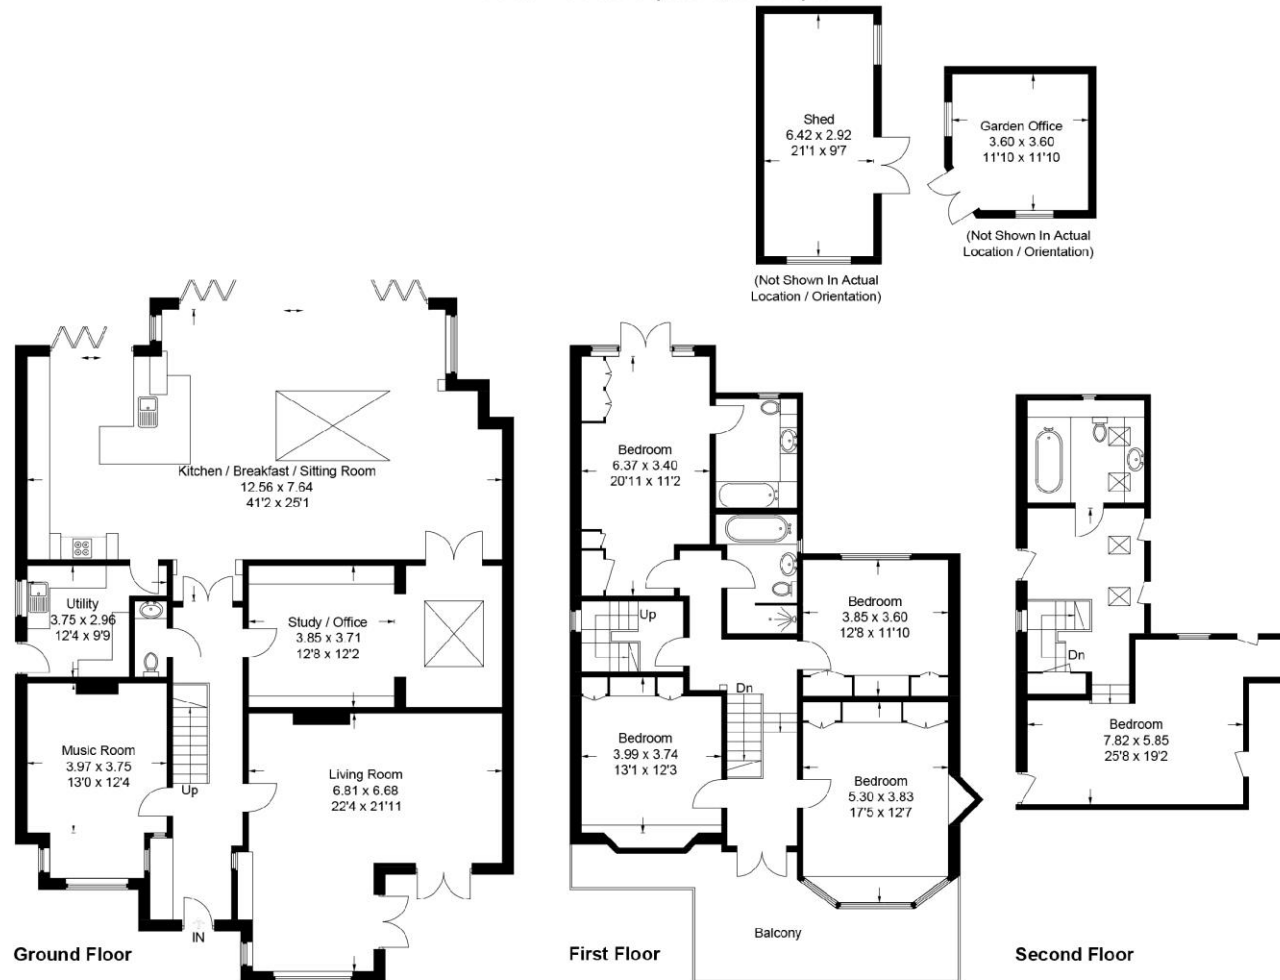 Shed
6.42 x 2.92
21'1 x 9'7
(Not Shown In Actual
Location / Orientation)
Garden Office
3.60 x 3.60
11'10 x 11'10
(Not Shown In Actual
Location / Orientation)
Kitchen / Breakfast / Sitting Room
12.56 x 7.64
41'2 x 25'1
Utility
3.75 x 2.96
12'4 x 9'9
Study / Office
3.85 x 3.71
12'8 x 12'2
Music Room
3.97 x 3.75
13'0 x 12'4
Up
Living Room
6.81 x 6.68
22'4 x 21'11
IN
Ground Floor
Bedroom
6.37 x 3.40
20'11 x 11'2
Up
Bedroom
3.85 x 3.60
12'8 x 11'10
Dn
Bedroom
3.99 x 3.74
13'1 x 12'3
Bedroom
5.30 x 3.83
17'5 x 12'7
Balcony
First Floor
Dn
Bedroom
7.82 x 5.85
25'8 x 19'2
Second Floor